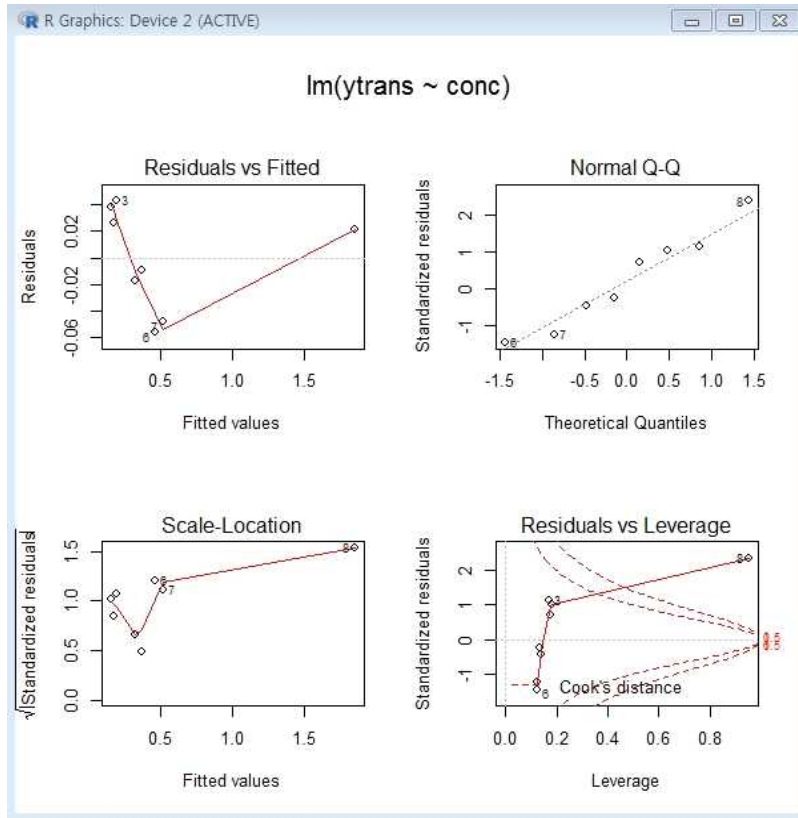 R Graphics: Device 2 (ACTIVE)
lm(ytrans ~ conc)
Residuals vs Fitted
Residuals
0.02
-0.02
-0.06
3
7
6
0.5 1.0 1.5
Fitted values
Normal Q-Q
Standardized residuals
2
1
0
-1
8
6
7
-1.5 -0.5 0.0 0.5 1.0 1.5
Theoretical Quantiles
Scale-Location
√|Standardized residuals|
1.5
1.0
0.5
0.0
8
6
7
0.5 1.0 1.5
Fitted values
Residuals vs Leverage
Standardized residuals
2
1
0
-1
8
3
6
Cook's distance
0.5
0.5
0.0 0.2 0.4 0.6 0.8
Leverage